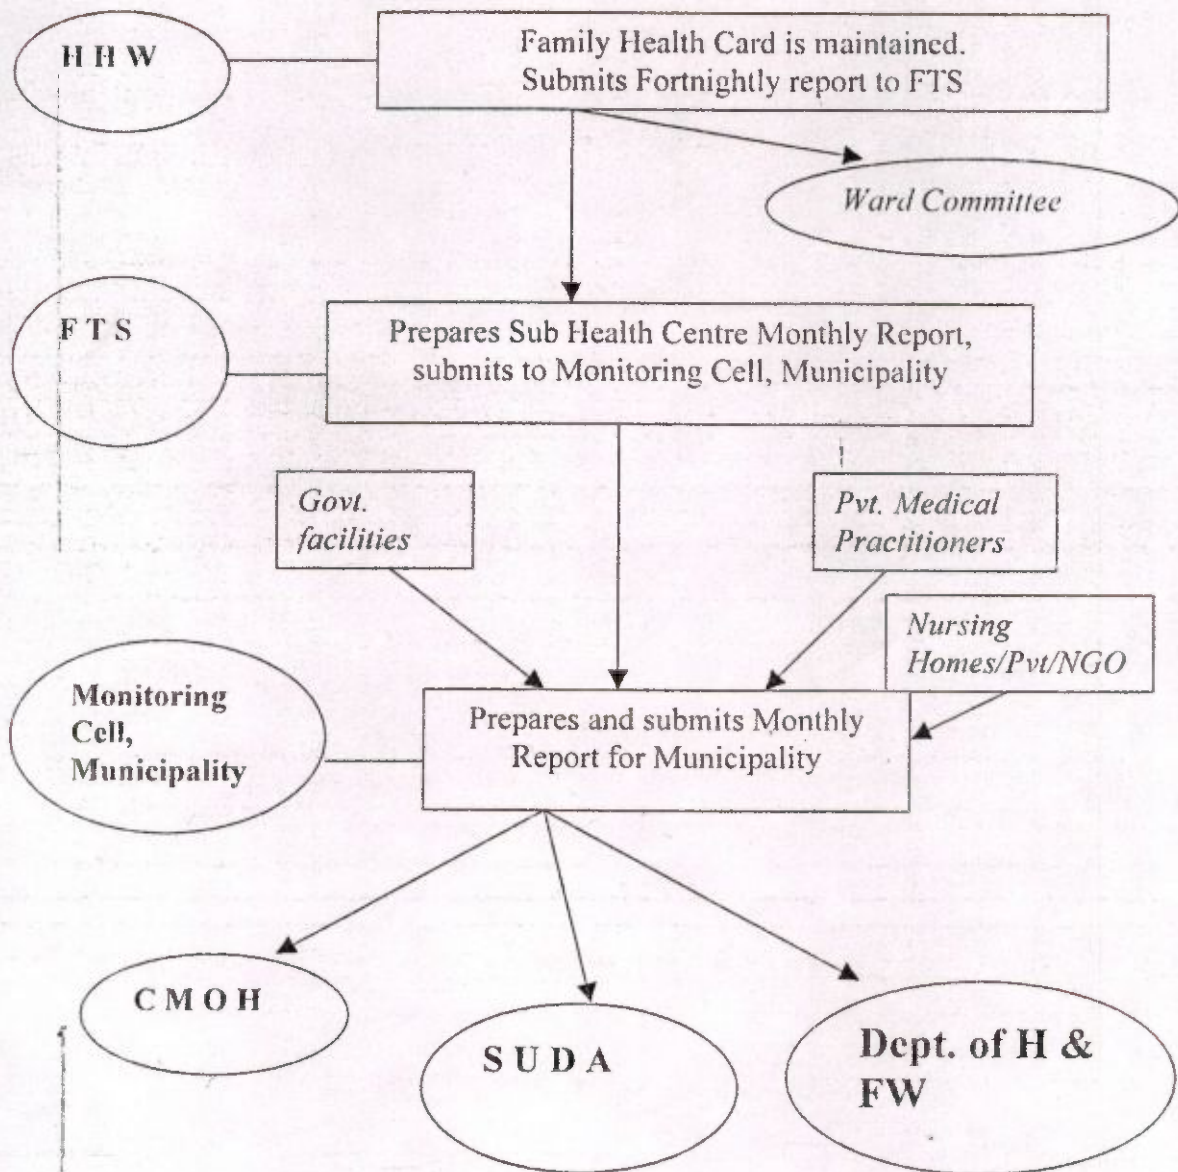 H H W
Family Health Card is maintained.
Submits Fortnightly report to FTS
Ward Committee
F T S
Prepares Sub Health Centre Monthly Report,
submits to Monitoring Cell, Municipality
Govt.
facilities
Pvt. Medical
Practitioners
Nursing
Homes/Pvt/NGO
Monitoring
Cell,
Municipality
Prepares and submits Monthly
Report for Municipality
C M O H
S U D A
Dept. of H &
FW